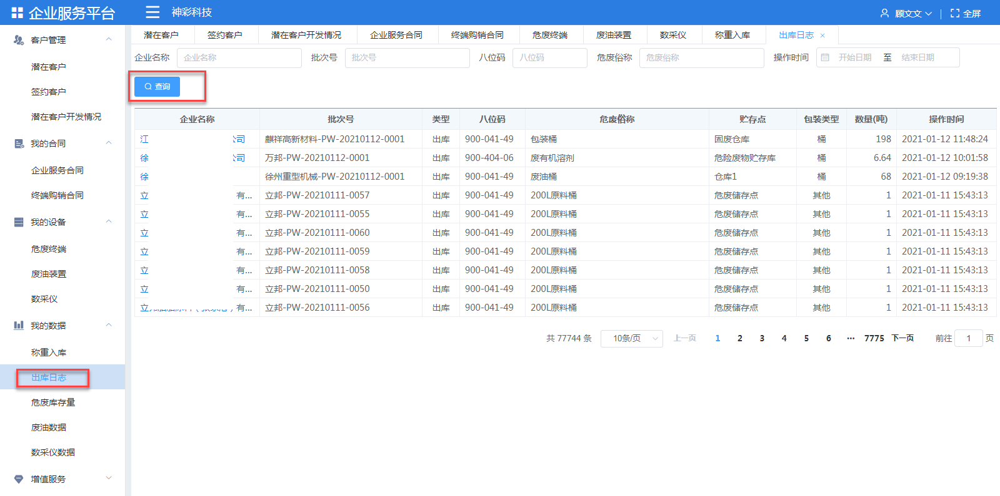 企业服务平台 神彩科技 顾文文 全屏
客户管理
潜在客户
签约客户
潜在客户开发情况
我的合同
企业服务合同
终端购销合同
我的设备
危废终端
废油装置
数采仪
我的数据
称重入库
出库日志
危废库存量
废油数据
数采仪数据
增值服务
潜在客户 签约客户 潜在客户开发情况 企业服务合同 终端购销合同 危废终端 废油装置 数采仪 称重入库 出库日志 ×
企业名称 企业名称 批次号 批次号 八位码 八位码 危废俗称 危废俗称 操作时间 开始日期 至 结束日期
查询
企业名称 批次号 类型 八位码 危废俗称 贮存点 包装类型 数量(吨) 操作时间
江 公司 麒祥高新材料-PW-20210112-0001 出库 900-041-49 包装桶 固废仓库 桶 198 2021-01-12 11:48:24
徐 公司 万邦-PW-20210112-0001 出库 900-404-06 废有机溶剂 危险废物贮存库 桶 6.64 2021-01-12 10:01:58
徐 徐州重型机械-PW-20210112-0001 出库 900-041-49 废油桶 仓库1 桶 68 2021-01-12 09:19:38
立 有... 立邦-PW-20210111-0057 出库 900-041-49 200L原料桶 危废储存点 其他 1 2021-01-11 15:43:13
立 有... 立邦-PW-20210111-0055 出库 900-041-49 200L原料桶 危废储存点 其他 1 2021-01-11 15:43:13
立 有... 立邦-PW-20210111-0060 出库 900-041-49 200L原料桶 危废储存点 其他 1 2021-01-11 15:43:13
立 有... 立邦-PW-20210111-0059 出库 900-041-49 200L原料桶 危废储存点 其他 1 2021-01-11 15:43:13
立 有... 立邦-PW-20210111-0058 出库 900-041-49 200L原料桶 危废储存点 其他 1 2021-01-11 15:43:13
立 有... 立邦-PW-20210111-0050 出库 900-041-49 200L原料桶 危废储存点 其他 1 2021-01-11 15:43:13
立 有... 立邦-PW-20210111-0056 出库 900-041-49 200L原料桶 危废储存点 其他 1 2021-01-11 15:43:13
共 77744 条 10条/页 上一页 1 2 3 4 5 6 ··· 7775 下一页 前往 1 页